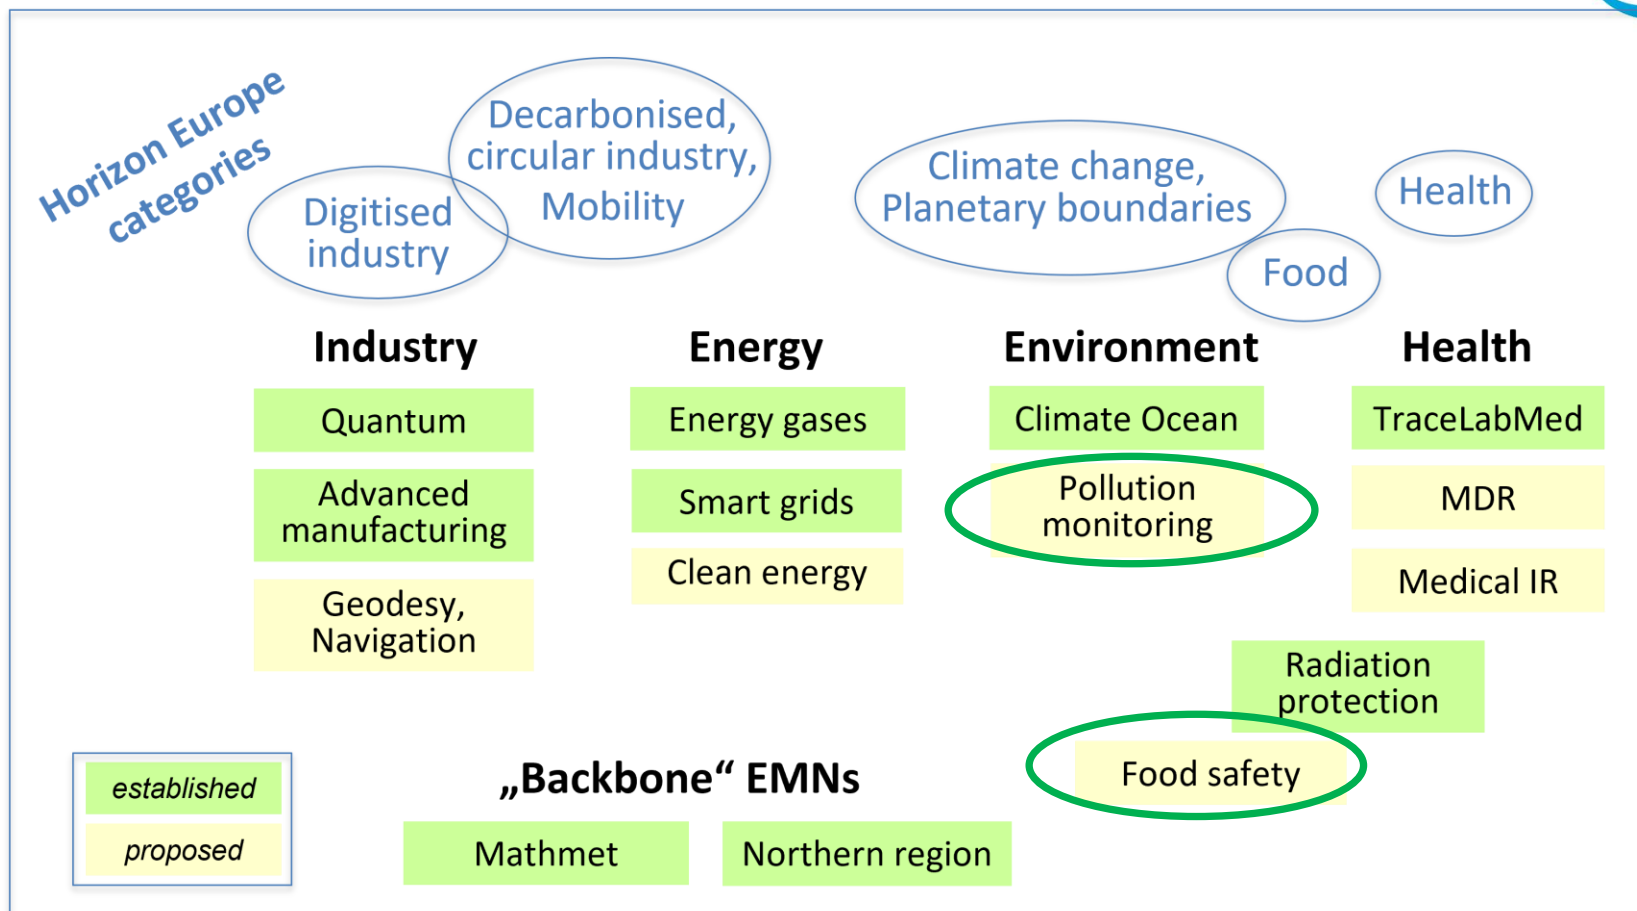 Horizon Europe
categories
Decarbonised,
circular industry,
Mobility
Digitised
industry
Climate change,
Planetary boundaries
Food
Health
Industry
Energy
Environment
Health
Quantum
Energy gases
Climate Ocean
TraceLabMed
Advanced
manufacturing
Smart grids
Pollution
monitoring
MDR
Geodesy,
Navigation
Clean energy
Medical IR
Radiation
protection
Food safety
established
proposed
„Backbone“ EMNs
Mathmet
Northern region